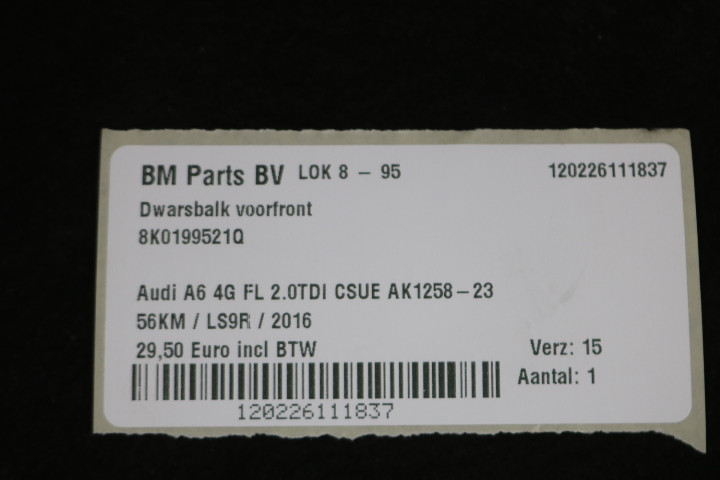 BM Parts BV LOK 8 - 95 120226111837
Dwarsbalk voorfront
8K0199521Q
Audi A6 4G FL 2.0TDI CSUE AK1258-23
56KM / LS9R / 2016
29,50 Euro incl BTW Verz: 15
Aantal: 1
120226111837